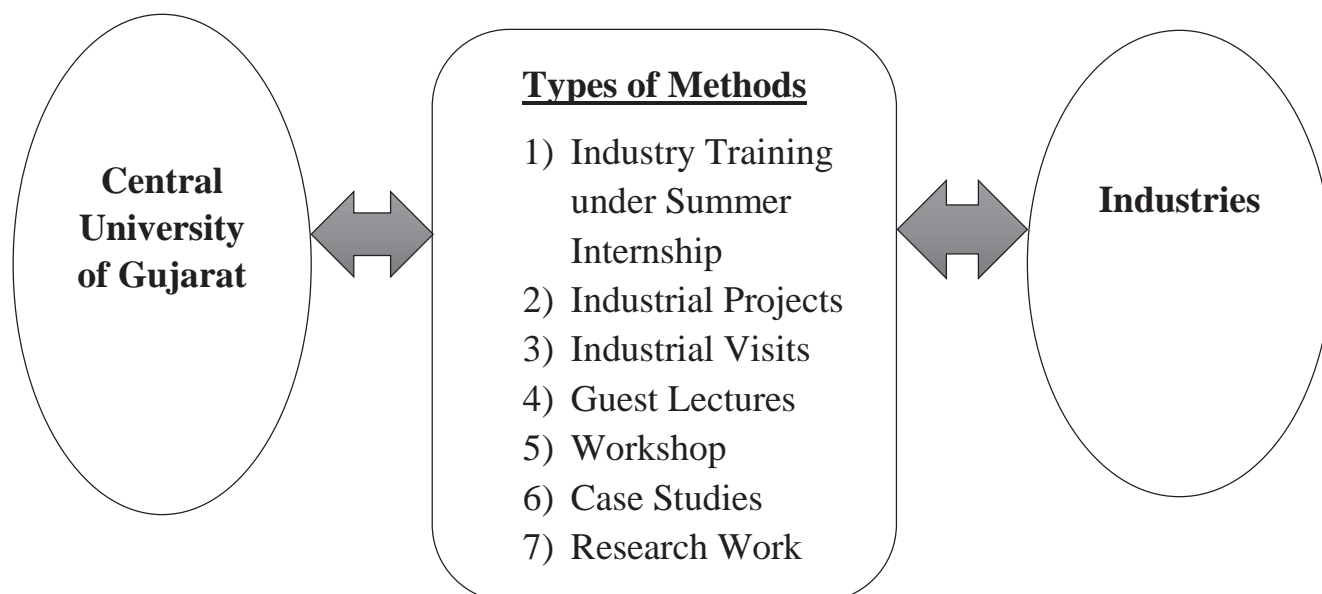 Central
University
of Gujarat
Types of Methods
1) Industry Training
under Summer
Internship
2) Industrial Projects
3) Industrial Visits
4) Guest Lectures
5) Workshop
6) Case Studies
7) Research Work
Industries